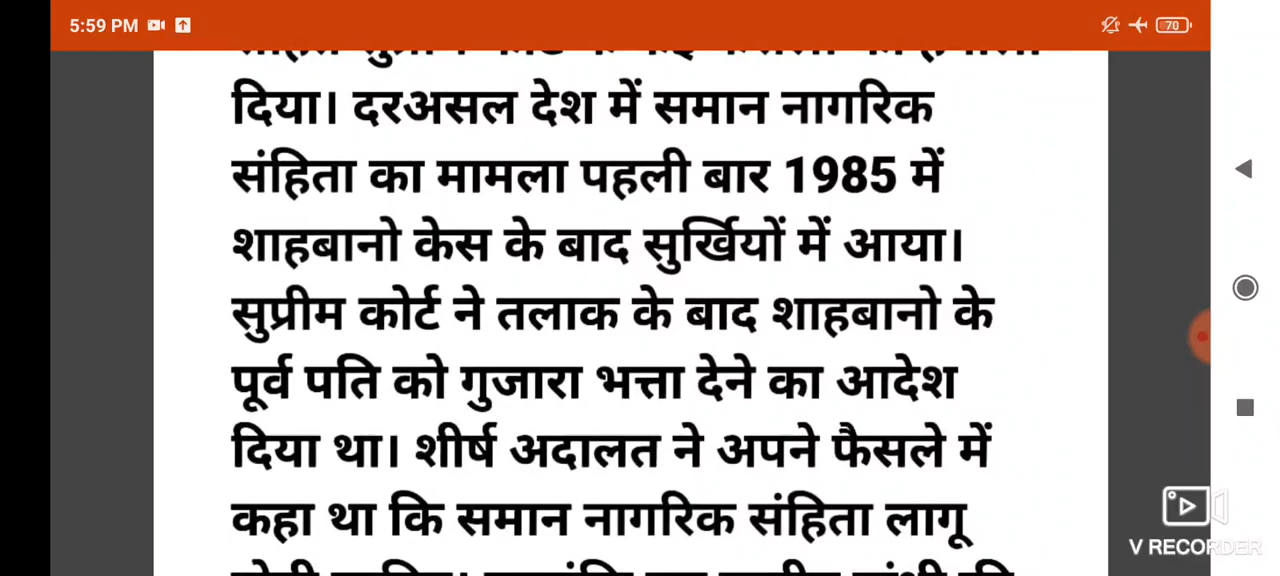 5:59 PM
70
दिया। दरअसल देश में समान नागरिक
संहिता का मामला पहली बार 1985 में
शाहबानो केस के बाद सुर्खियों में आया।
सुप्रीम कोर्ट ने तलाक के बाद शाहबानो के
पूर्व पति को गुजारा भत्ता देने का आदेश
दिया था। शीर्ष अदालत ने अपने फैसले में
कहा था कि समान नागरिक संहिता लागू
V RECORDER